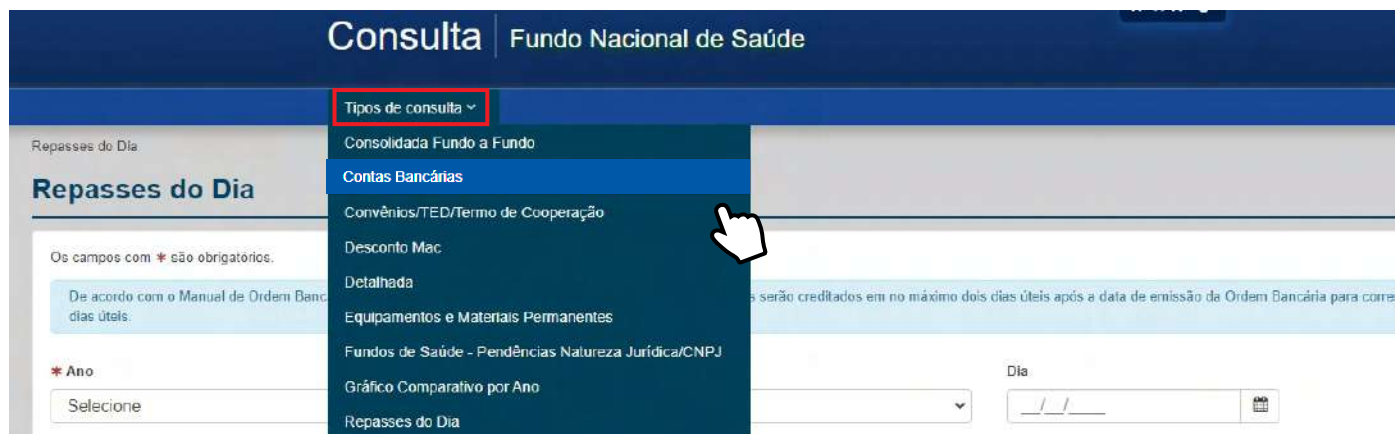 Consulta Fundo Nacional de Saúde
Tipos de consulta
Repasses do Dia
Repasses do Dia
Consolidada Fundo a Fundo
Contas Bancárias
Convênios/TED/Termo de Cooperação
Desconto Mac
Detalhada
Equipamentos e Materiais Permanentes
Fundos de Saúde - Pendências Natureza Jurídica/CNPJ
Gráfico Comparativo por Ano
Repasses do Dia
Os campos com * são obrigatórios.
De acordo com o Manual de Ordem Banc s serão creditados em no máximo dois dias úteis após a data de emissão da Ordem Bancária para corre
dias úteis.
* Ano
Selecione
Dia
__/__/____